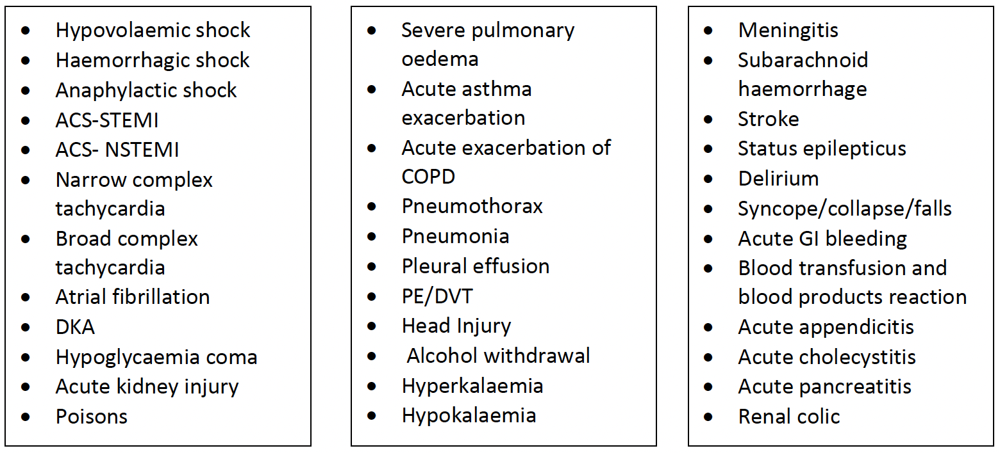 • Hypovolaemic shock
• Haemorrhagic shock
• Anaphylactic shock
• ACS-STEMI
• ACS- NSTEMI
• Narrow complex
tachycardia
• Broad complex
tachycardia
• Atrial fibrillation
• DKA
• Hypoglycaemia coma
• Acute kidney injury
• Poisons
• Severe pulmonary
oedema
• Acute asthma
exacerbation
• Acute exacerbation of
COPD
• Pneumothorax
• Pneumonia
• Pleural effusion
• PE/DVT
• Head Injury
• Alcohol withdrawal
• Hyperkalaemia
• Hypokalaemia
• Meningitis
• Subarachnoid
haemorrhage
• Stroke
• Status epilepticus
• Delirium
• Syncope/collapse/falls
• Acute GI bleeding
• Blood transfusion and
blood products reaction
• Acute appendicitis
• Acute cholecystitis
• Acute pancreatitis
• Renal colic